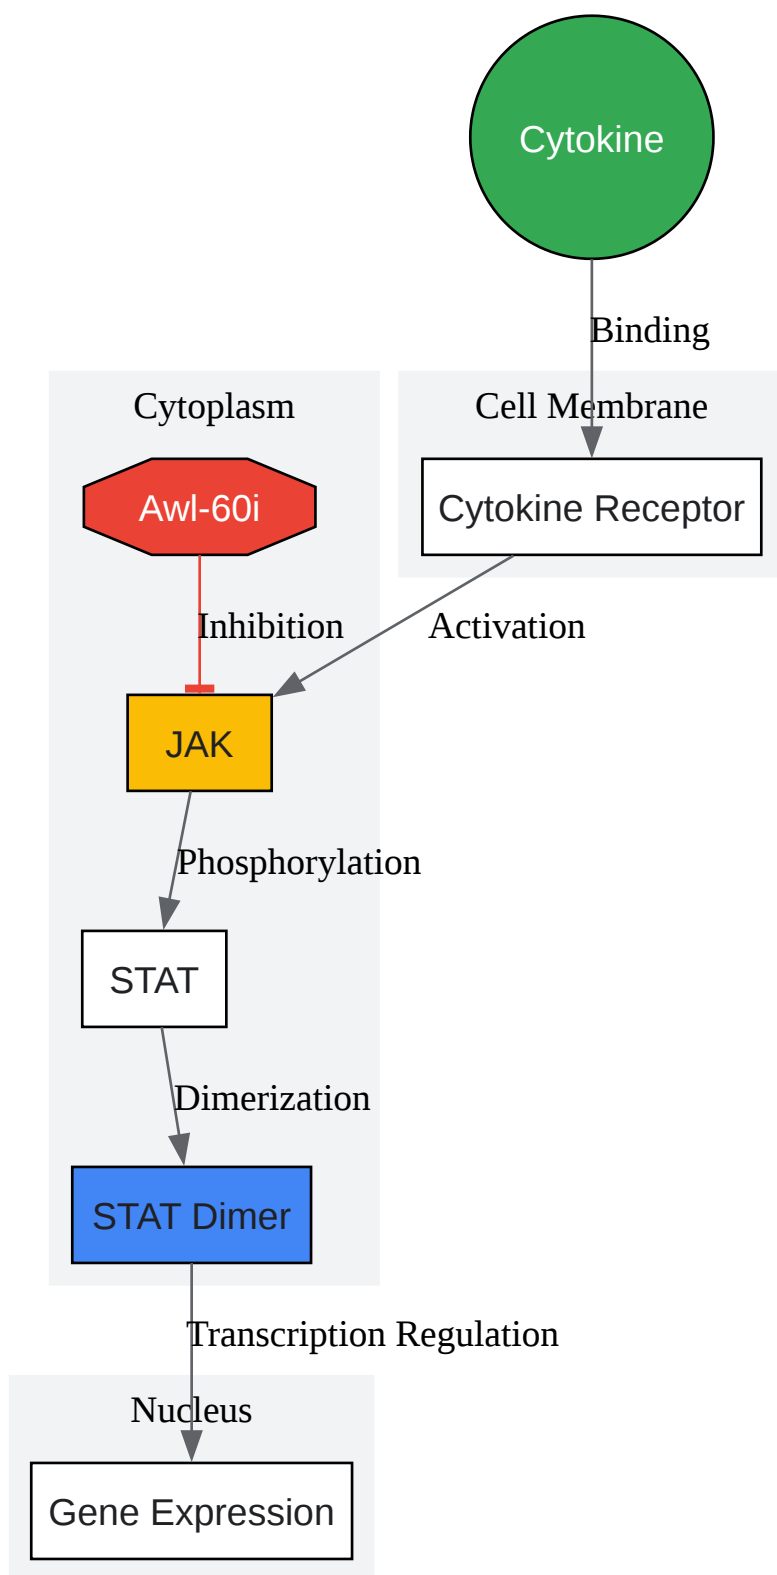 Cytokine
Binding
Cytoplasm
Cell Membrane
Awl-60i
Cytokine Receptor
Inhibition
Activation
JAK
Phosphorylation
STAT
Dimerization
STAT Dimer
Transcription Regulation
Nucleus
Gene Expression